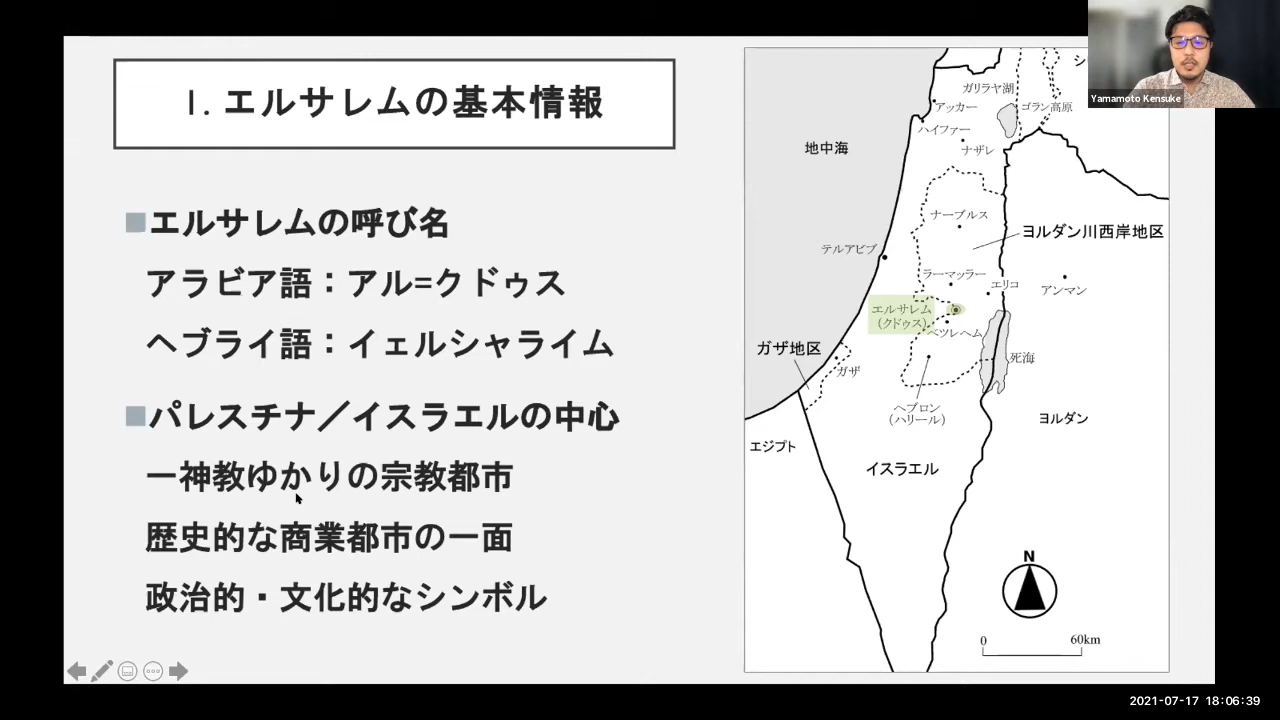 1. エルサレムの基本情報
■エルサレムの呼び名
アラビア語：アル=クドゥス
ヘブライ語：イェルシャライム
■パレスチナ／イスラエルの中心
一神教ゆかりの宗教都市
歴史的な商業都市の一面
政治的・文化的なシンボル
シ
ガリラヤ湖
アッカー
ゴラン高原
ハイファー
地中海
ナザレ
ナーブルス
ヨルダン川西岸地区
テルアビブ
ラーマッラー
エリコ
アンマン
エルサレム
（クドゥス）
ベツレヘム
ガザ地区
ガザ
死海
ヘブロン
（ハリール）
ヨルダン
エジプト
イスラエル
N
0 60km
Yamamoto Kensuke
2021-07-17 18:06:39